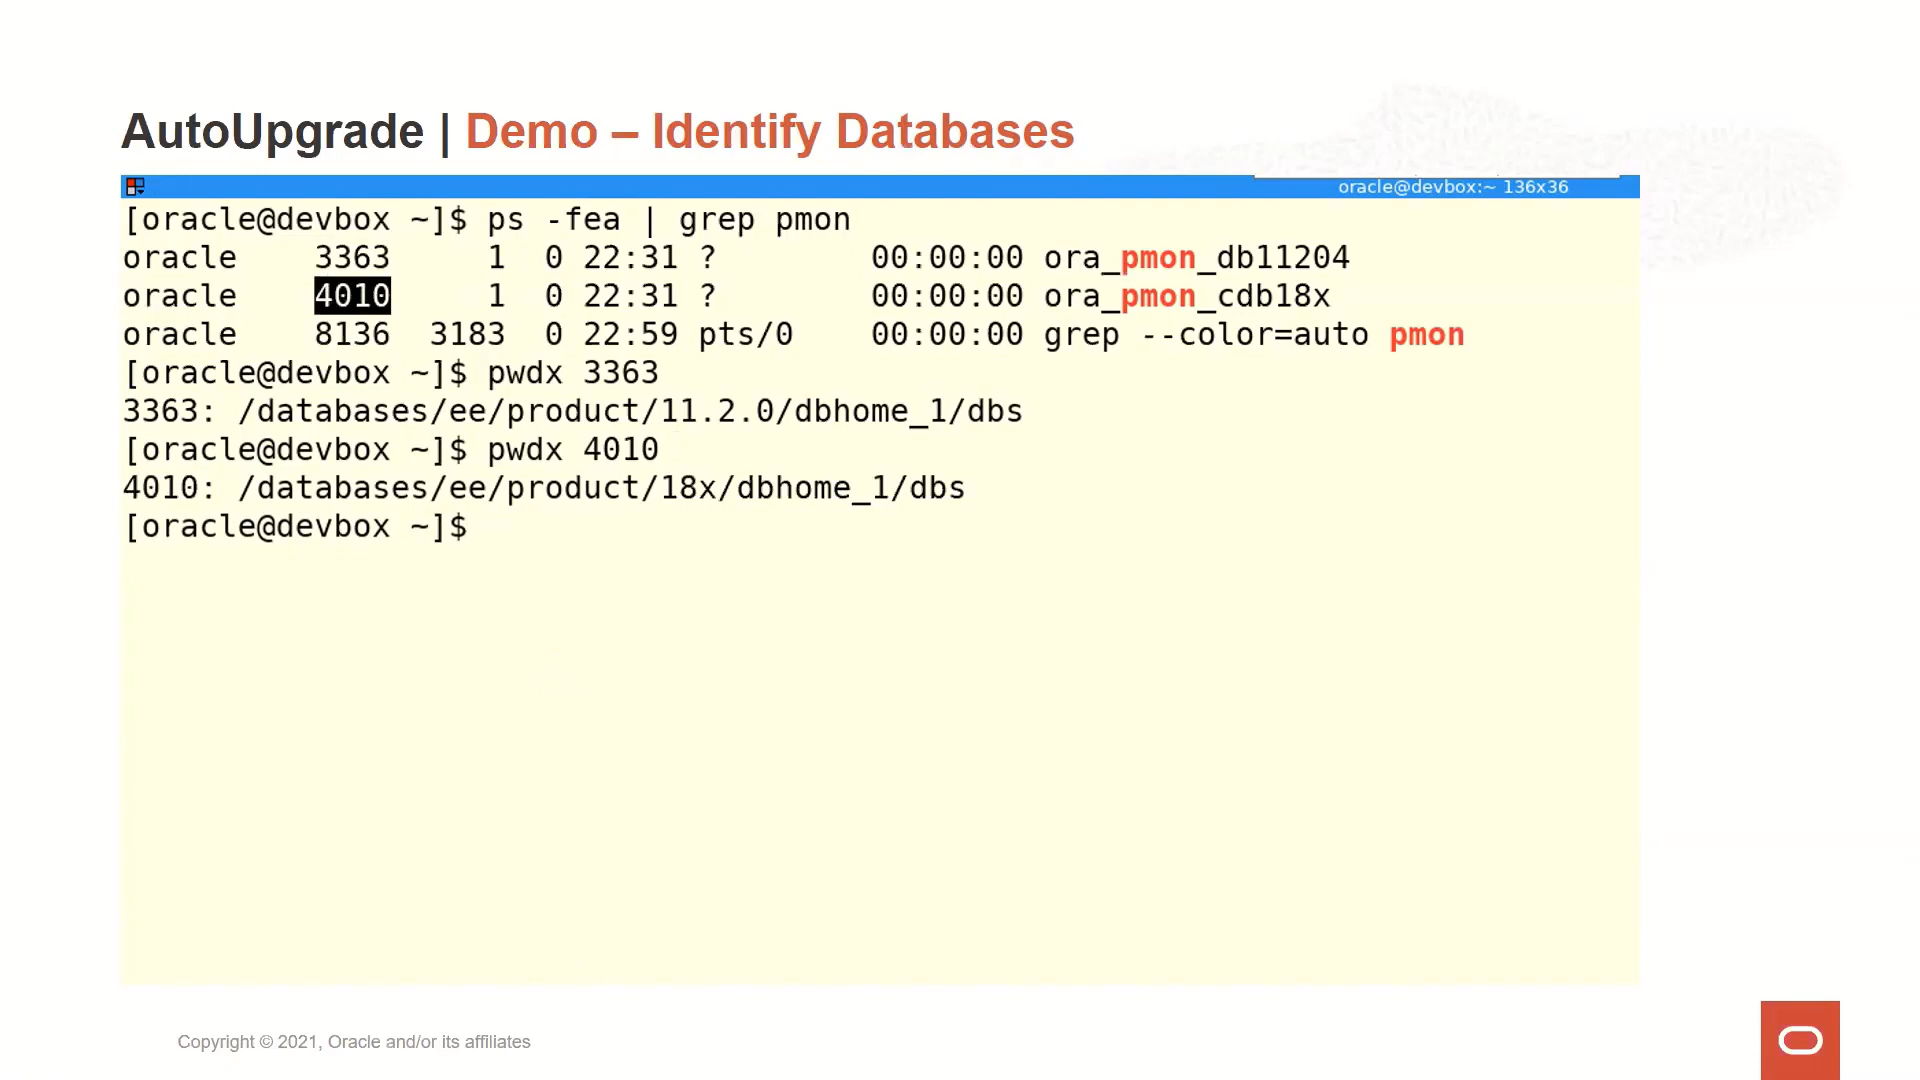 AutoUpgrade | Demo – Identify Databases
oracle@devbox:~ 136x36
[oracle@devbox ~]$ ps -fea | grep pmon
oracle    3363     1  0 22:31 ?        00:00:00 ora_pmon_db11204
oracle    4010     1  0 22:31 ?        00:00:00 ora_pmon_cdb18x
oracle    8136  3183  0 22:59 pts/0    00:00:00 grep --color=auto pmon
[oracle@devbox ~]$ pwdx 3363
3363: /databases/ee/product/11.2.0/dbhome_1/dbs
[oracle@devbox ~]$ pwdx 4010
4010: /databases/ee/product/18x/dbhome_1/dbs
[oracle@devbox ~]$
Copyright © 2021, Oracle and/or its affiliates